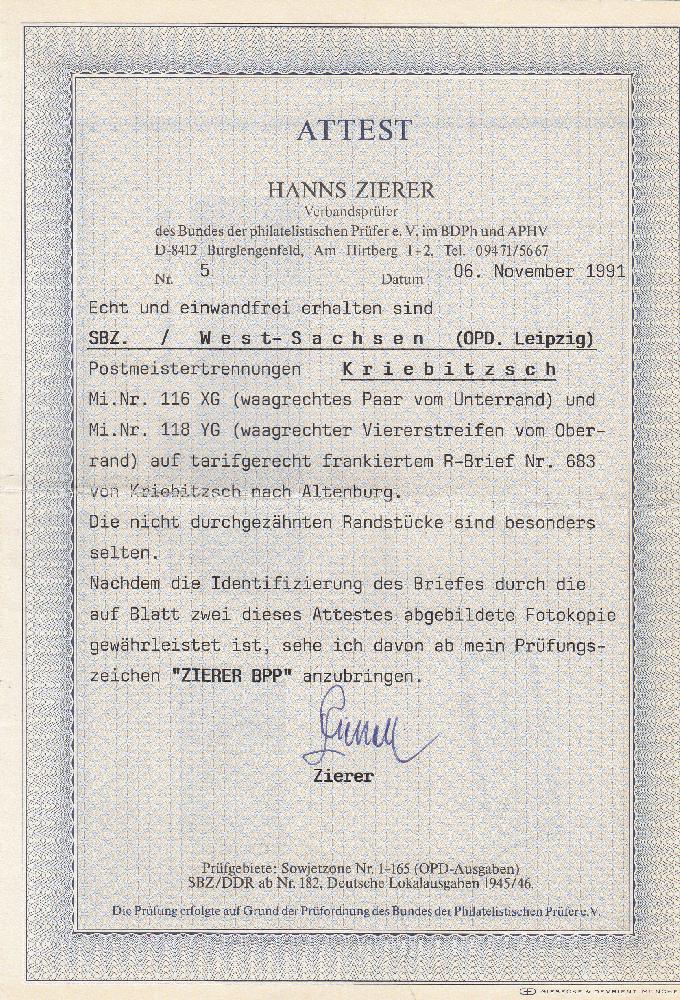 ATTEST
HANNS ZIERER
Verbandsprüfer
des Bundes der philatelistischen Prüfer e. V. im BDPh und APHV
D-8412 Burglengenfeld, Am Hirtberg 1+2, Tel. 09471/5667
Nr. 5 Datum 06. November 1991
Echt und einwandfrei erhalten sind
SBZ. / West-Sachsen (OPD. Leipzig)
Postmeistertrennungen Kriebitzsch
Mi.Nr. 116 XG (waagrechtes Paar vom Unterrand) und
Mi.Nr. 118 YG (waagrechter Viererstreifen vom Ober-
rand) auf tarifgerecht frankiertem R-Brief Nr. 683
von Kriebitzsch nach Altenburg.
Die nicht durchgezähnten Randstücke sind besonders
selten.
Nachdem die Identifizierung des Briefes durch die
auf Blatt zwei dieses Attestes abgebildete Fotokopie
gewährleistet ist, sehe ich davon ab mein Prüfungs-
zeichen "ZIERER BPP" anzubringen.
Zierer
Prüfgebiete: Sowjetzone Nr. 1-165 (OPD-Ausgaben)
SBZ/DDR ab Nr. 182, Deutsche Lokalausgaben 1945/46.
Die Prüfung erfolgte auf Grund der Prüfordnung des Bundes der Philatelistischen Prüfer e. V.
GIESECKE & DEVRIENT MÜNCHEN